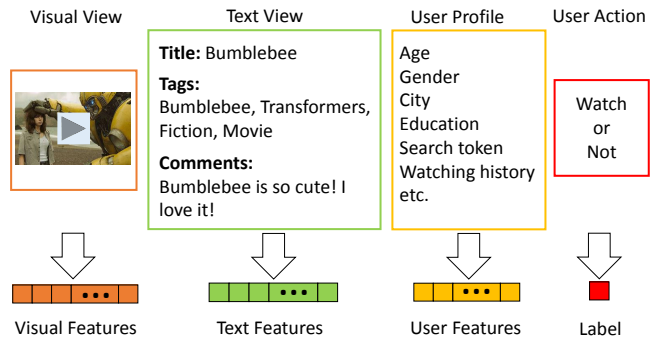 Visual View
Text View
User Profile
User Action
Title: Bumblebee
Tags:
Bumblebee, Transformers,
Fiction, Movie
Comments:
Bumblebee is so cute! I
love it!
Age
Gender
City
Education
Search token
Watching history
etc.
Watch
or
Not
Visual Features
Text Features
User Features
Label